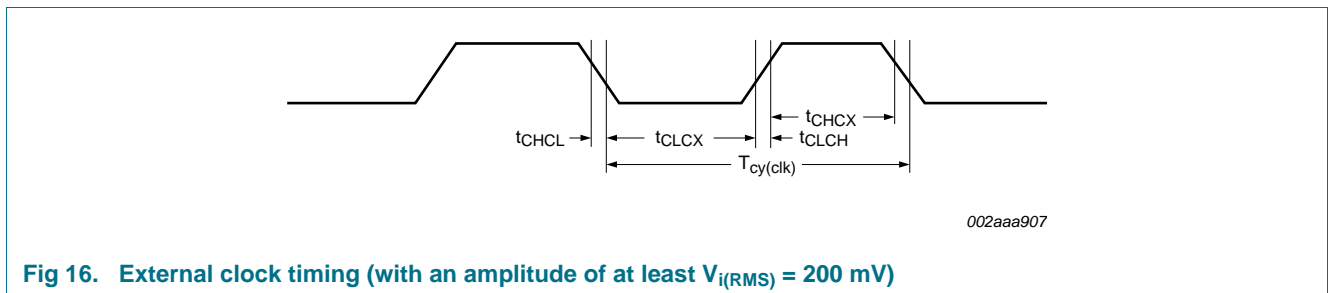 tCHCX
tCHCL tCLCX tCLCH
Tcy(clk)
002aaa907
Fig 16. External clock timing (with an amplitude of at least Vi(RMS) = 200 mV)